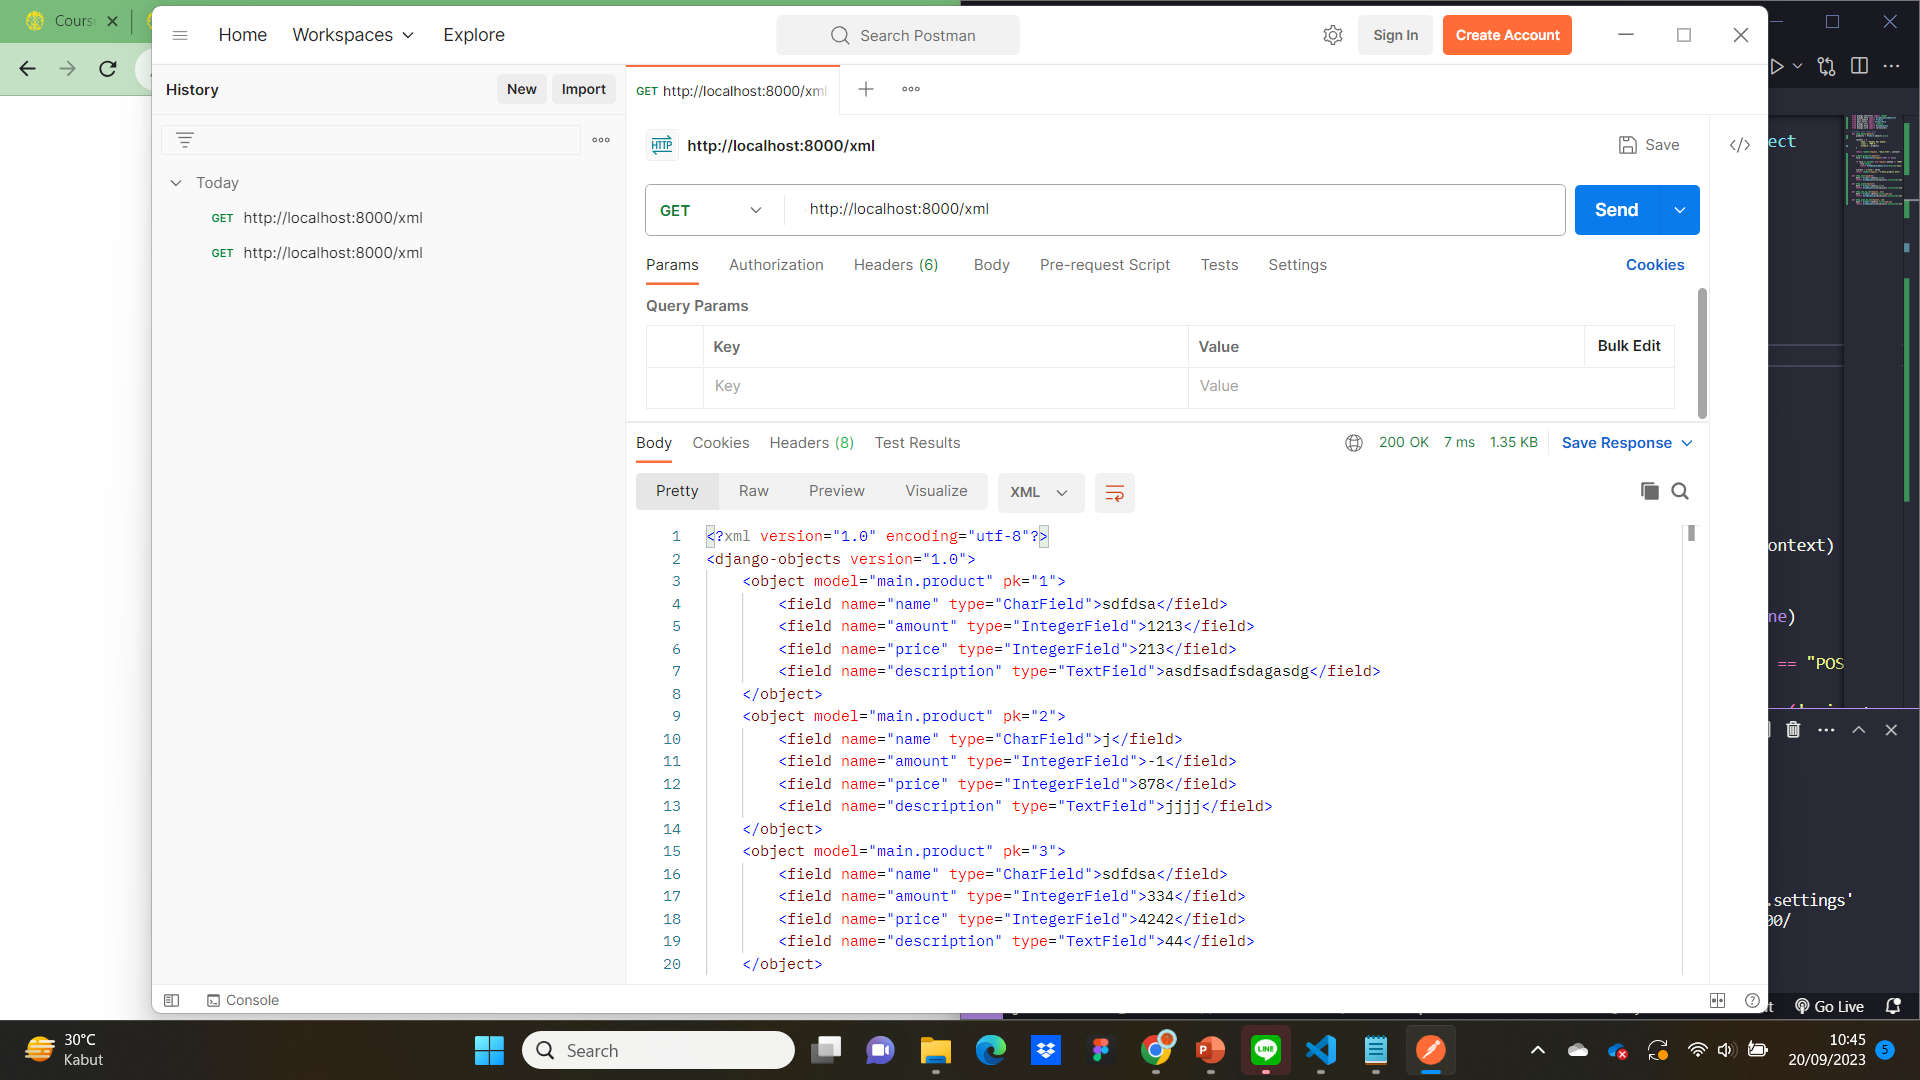 Cours
Home
Workspaces
Explore
Search Postman
Sign In
Create Account
History
New
Import
GET http://localhost:8000/xml
Today
GET http://localhost:8000/xml
GET http://localhost:8000/xml
HTTP
http://localhost:8000/xml
Save
</>
GET
http://localhost:8000/xml
Send
Params
Authorization
Headers (6)
Body
Pre-request Script
Tests
Settings
Cookies
Query Params
Key
Value
Bulk Edit
Key
Value
Body
Cookies
Headers (8)
Test Results
200 OK
7 ms
1.35 KB
Save Response
Pretty
Raw
Preview
Visualize
XML
1 <?xml version="1.0" encoding="utf-8"?>
2 <django-objects version="1.0">
3 <object model="main.product" pk="1">
4 <field name="name" type="CharField">sdfdsa</field>
5 <field name="amount" type="IntegerField">1213</field>
6 <field name="price" type="IntegerField">213</field>
7 <field name="description" type="TextField">asdfsadfsdagasdg</field>
8 </object>
9 <object model="main.product" pk="2">
10 <field name="name" type="CharField">j</field>
11 <field name="amount" type="IntegerField">-1</field>
12 <field name="price" type="IntegerField">878</field>
13 <field name="description" type="TextField">jjjj</field>
14 </object>
15 <object model="main.product" pk="3">
16 <field name="name" type="CharField">sdfdsa</field>
17 <field name="amount" type="IntegerField">334</field>
18 <field name="price" type="IntegerField">4242</field>
19 <field name="description" type="TextField">44</field>
20 </object>
Console
ect
ontext)
ne)
== "POS
.settings'
00/
t
Go Live
30°C
Kabut
Search
LINE
10:45
20/09/2023
5